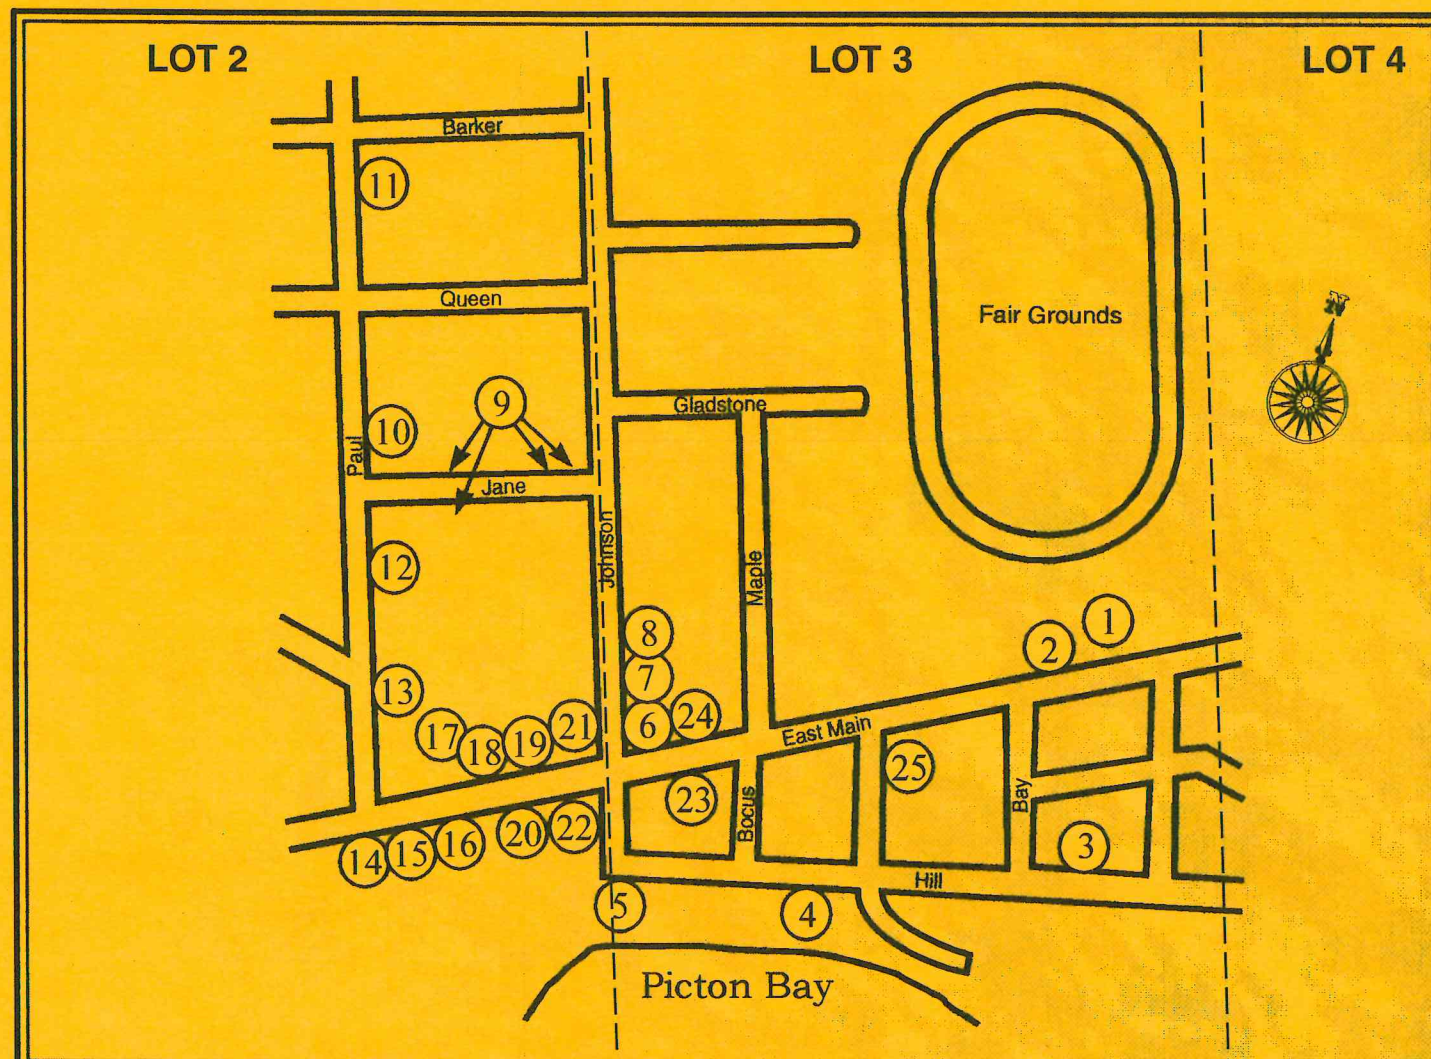 LOT 2
LOT 3
LOT 4
Barker
11
Queen
Fair Grounds
N
9
Gladstone
10
Paul
Jane
Johnson
Maple
12
8
1
2
7
13
6
24
17
18
19
21
East Main
25
23
Bocus
Bay
14
15
16
20
22
3
Hill
5
4
Picton Bay